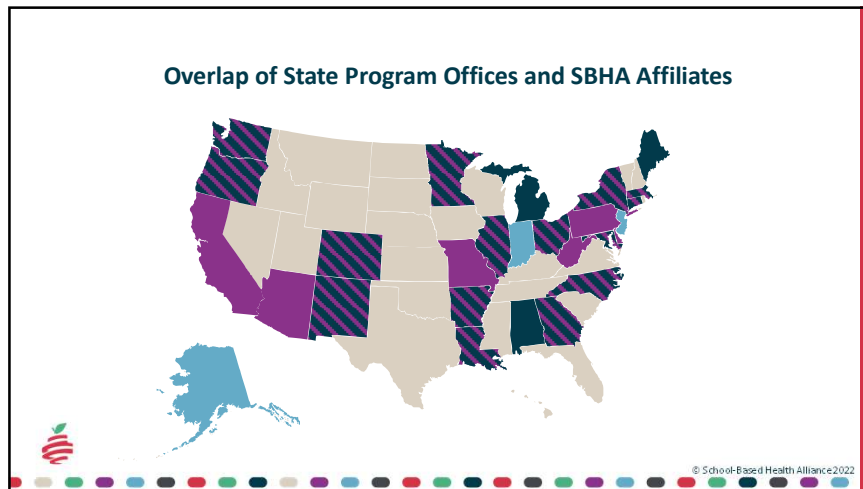 Overlap of State Program Offices and SBHA Affiliates
© School-Based Health Alliance 2022